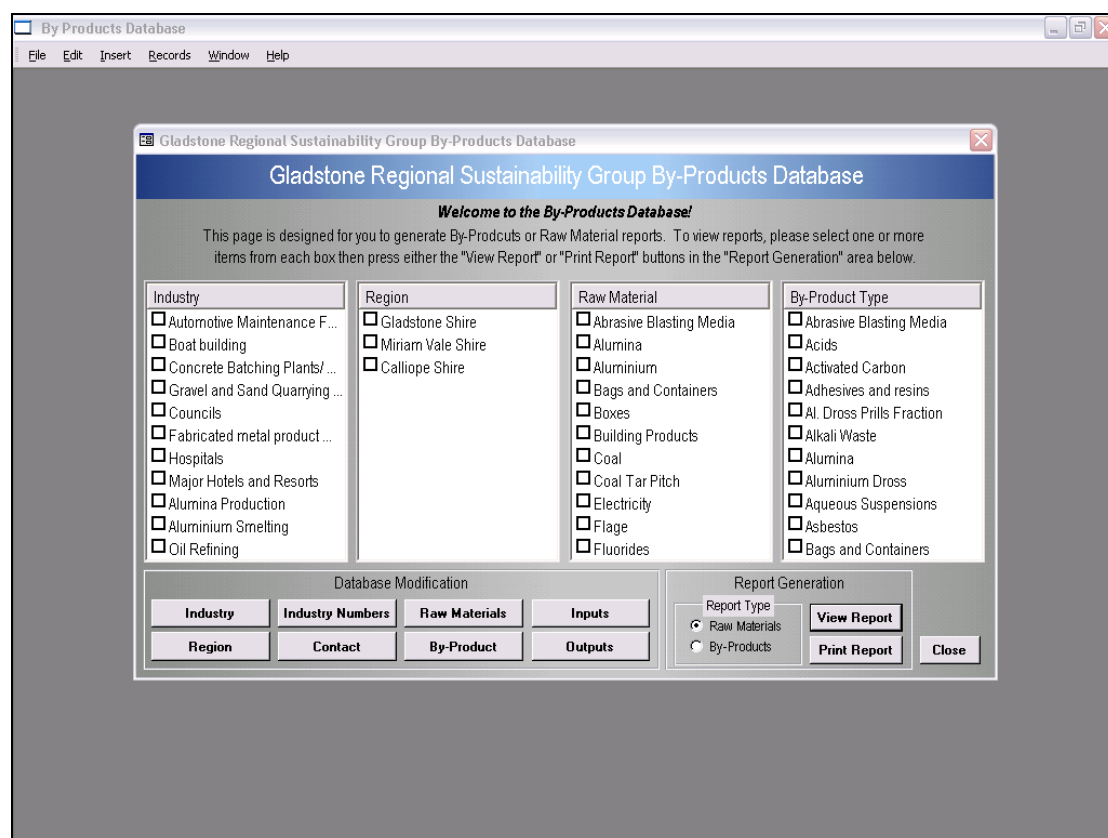 By Products Database
File Edit Insert Records Window Help
Gladstone Regional Sustainability Group By-Products Database
Gladstone Regional Sustainability Group By-Products Database
Welcome to the By-Products Database!
This page is designed for you to generate By-Prodcuts or Raw Material reports. To view reports, please select one or more
items from each box then press either the "View Report" or "Print Report" buttons in the "Report Generation" area below.
Industry
Automotive Maintenance F...
Boat building
Concrete Batching Plants/ ...
Gravel and Sand Quarrying ...
Councils
Fabricated metal product ...
Hospitals
Major Hotels and Resorts
Alumina Production
Aluminium Smelting
Oil Refining
Region
Gladstone Shire
Miriam Vale Shire
Calliope Shire
Raw Material
Abrasive Blasting Media
Alumina
Aluminium
Bags and Containers
Boxes
Building Products
Coal
Coal Tar Pitch
Electricity
Flage
Fluorides
By-Product Type
Abrasive Blasting Media
Acids
Activated Carbon
Adhesives and resins
Al. Dross Prills Fraction
Alkali Waste
Alumina
Aluminium Dross
Aqueous Suspensions
Asbestos
Bags and Containers
Database Modification
Industry Industry Numbers Raw Materials Inputs
Region Contact By-Product Outputs
Report Generation
Report Type
Raw Materials
By-Products
View Report
Print Report
Close